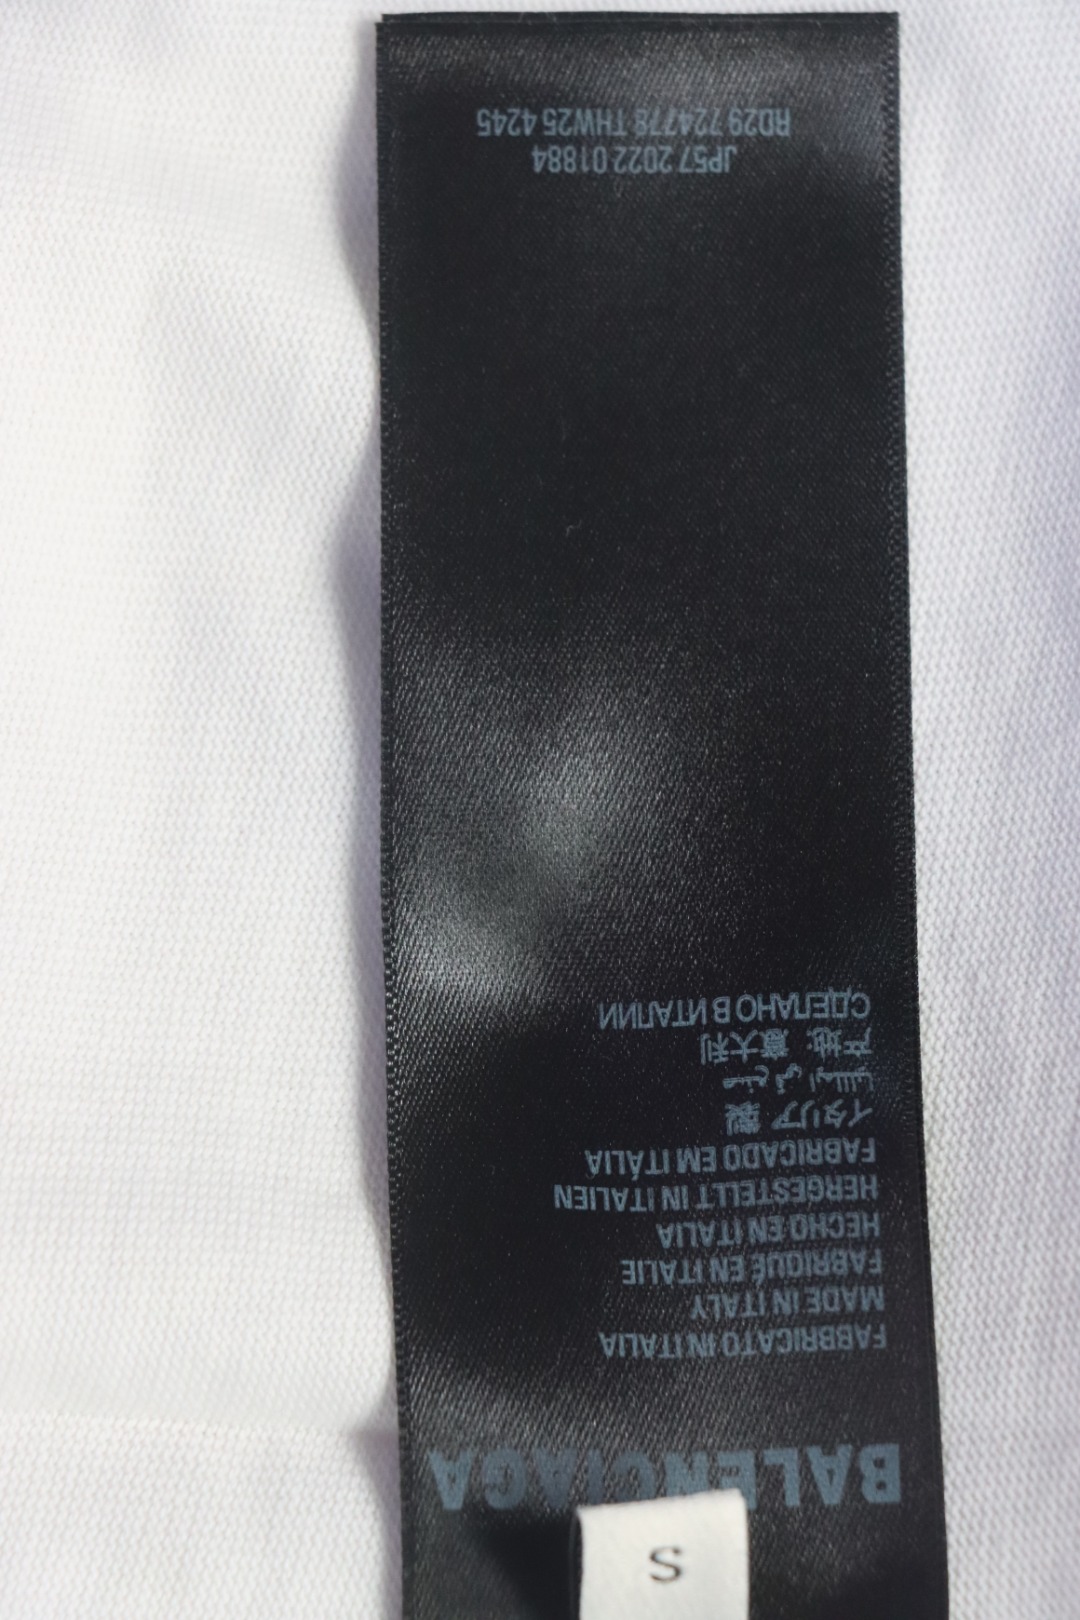 BALENCIAGA
S
FABBRICATO IN ITALIA
MADE IN ITALY
FABRIQUÉ EN ITALIE
HECHO EN ITALIA
HERGESTELLT IN ITALIEN
FABRICADO EM ITÁLIA
イタリア 製
产地: 意大利
СДЕЛАНО В ИТАЛИИ
JP57 2022 01884
RD29 724778 THW25 4245